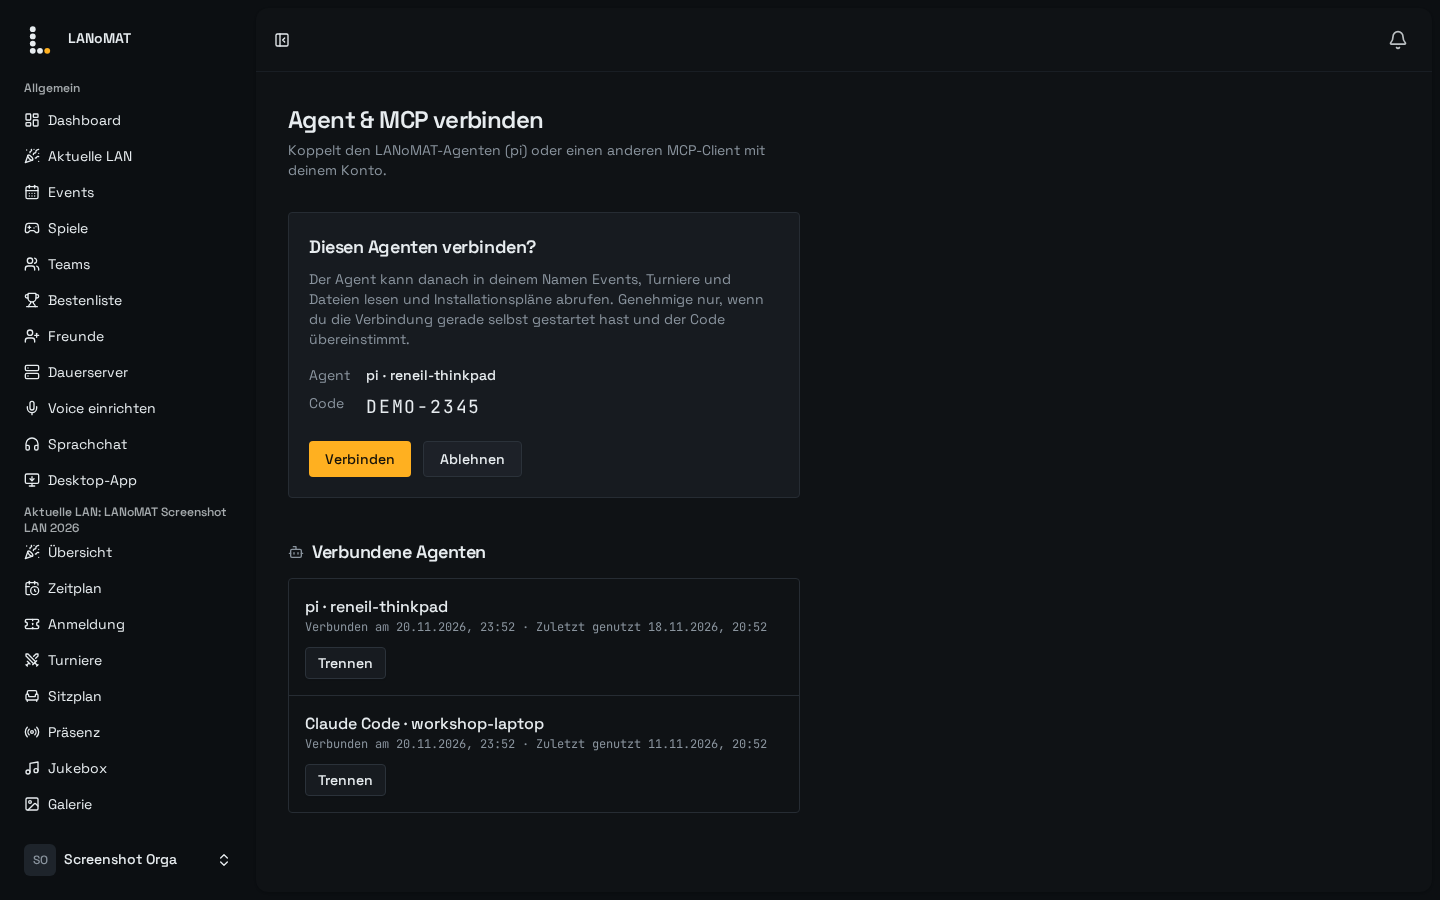 LANoMAT
Allgemein
Dashboard
Aktuelle LAN
Events
Spiele
Teams
Bestenliste
Freunde
Dauerserver
Voice einrichten
Sprachchat
Desktop-App
Aktuelle LAN: LANoMAT Screenshot
LAN 2026
Übersicht
Zeitplan
Anmeldung
Turniere
Sitzplan
Präsenz
Jukebox
Galerie
SO
Screenshot Orga
Agent & MCP verbinden
Koppelt den LANoMAT-Agenten (pi) oder einen anderen MCP-Client mit
deinem Konto.
Diesen Agenten verbinden?
Der Agent kann danach in deinem Namen Events, Turniere und
Dateien lesen und Installationspläne abrufen. Genehmige nur, wenn
du die Verbindung gerade selbst gestartet hast und der Code
übereinstimmt.
Agent pi · reneil-thinkpad
Code DEMO-2345
Verbinden Ablehnen
Verbundene Agenten
pi · reneil-thinkpad
Verbunden am 20.11.2026, 23:52 · Zuletzt genutzt 18.11.2026, 20:52
Trennen
Claude Code · workshop-laptop
Verbunden am 20.11.2026, 23:52 · Zuletzt genutzt 11.11.2026, 20:52
Trennen